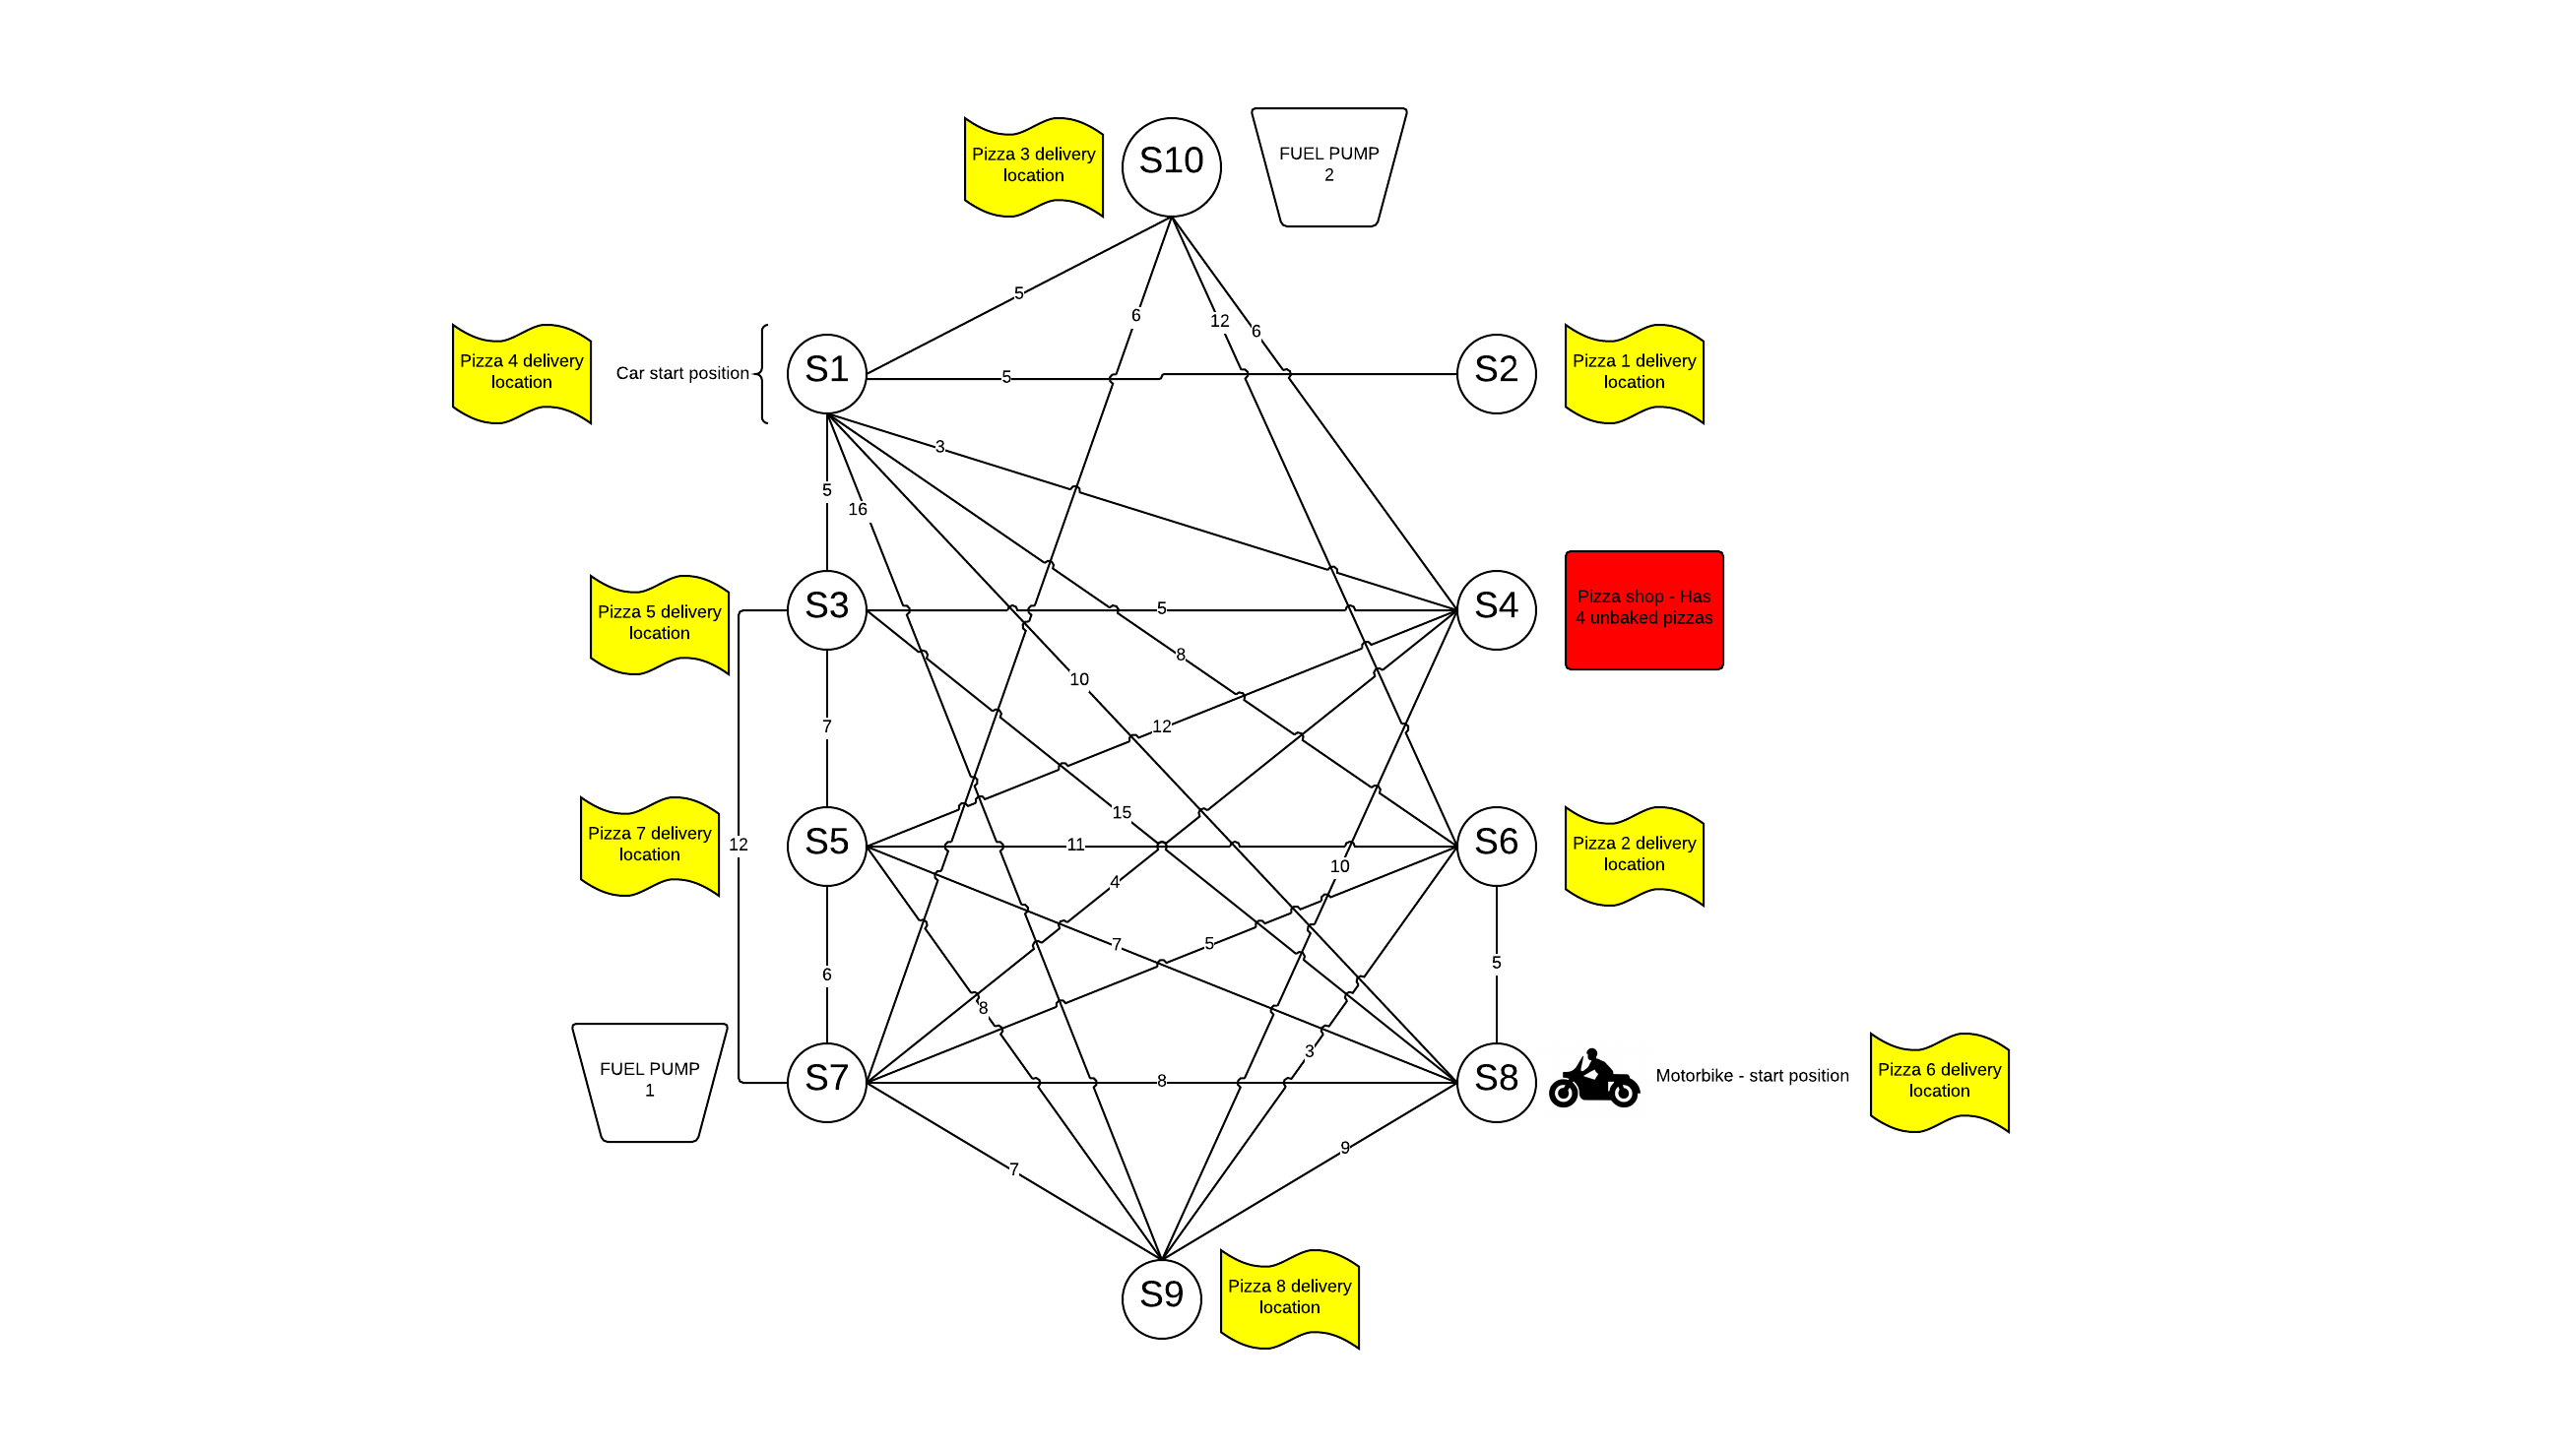 Pizza 3 delivery
location
S10
FUEL PUMP
2
5
6
12
6
Pizza 4 delivery
location
Car start position
S1
5
S2
Pizza 1 delivery
location
3
5
16
Pizza 5 delivery
location
S3
5
S4
Pizza shop - Has
4 unbaked pizzas
8
10
7
12
15
Pizza 7 delivery
location
12
S5
11
S6
Pizza 2 delivery
location
10
4
7
5
5
6
8
FUEL PUMP
1
S7
8
3
S8
Motorbike - start position
Pizza 6 delivery
location
7
9
S9
Pizza 8 delivery
location